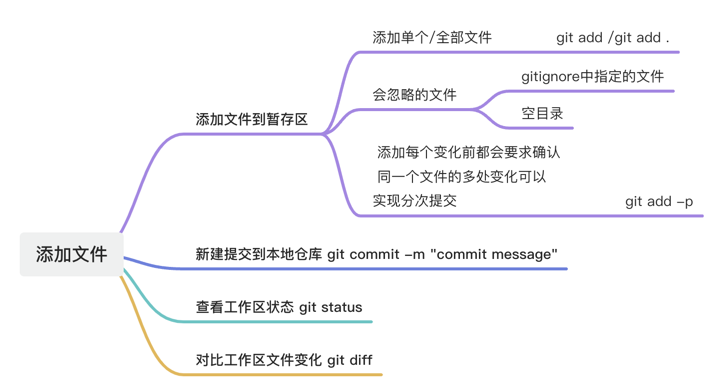 添加单个/全部文件 git add /git add .
gitignore中指定的文件
会忽略的文件
空目录
添加文件到暂存区
添加每个变化前都会要求确认
同一个文件的多处变化可以
实现分次提交 git add -p
添加文件
新建提交到本地仓库 git commit -m "commit message"
查看工作区状态 git status
对比工作区文件变化 git diff